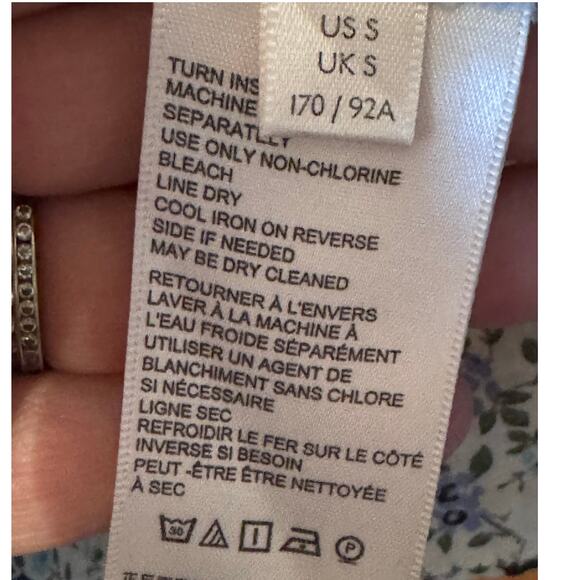 US S
UK S
170 / 92A
TURN INS
MACHINE
SEPARATELY
USE ONLY NON-CHLORINE
BLEACH
LINE DRY
COOL IRON ON REVERSE
SIDE IF NEEDED
MAY BE DRY CLEANED
RETOURNER À L'ENVERS
LAVER À LA MACHINE À
L'EAU FROIDE SÉPARÉMENT
UTILISER UN AGENT DE
BLANCHIMENT SANS CHLORE
SI NÉCESSAIRE
LIGNE SEC
REFROIDIR LE FER SUR LE CÔTÉ
INVERSE SI BESOIN
PEUT -ÊTRE ÊTRE NETTOYÉE
À SEC
30 P